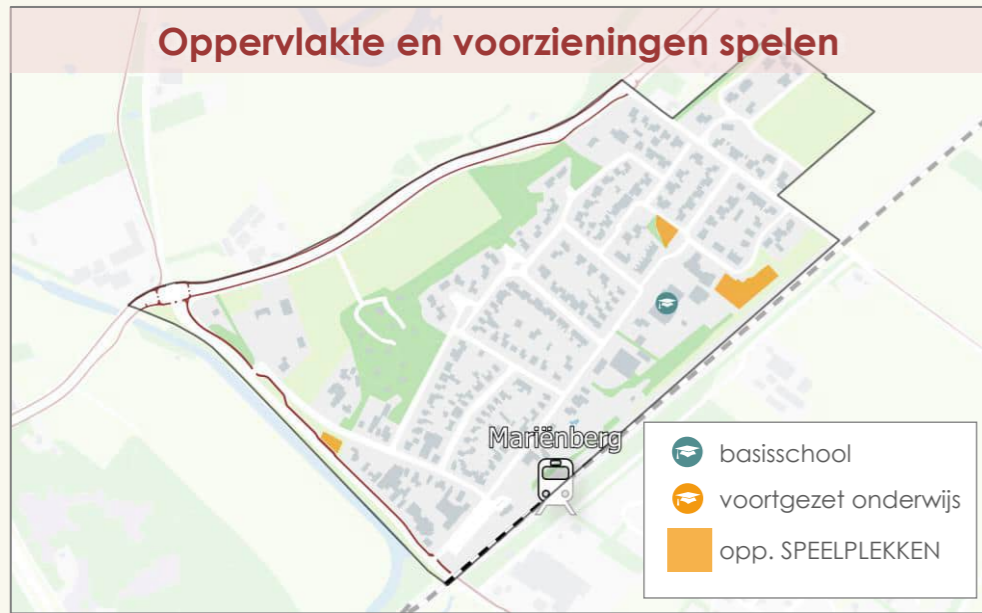 Oppervlakte en voorzieningen spelen
Mariënberg
basisschool
voortgezet onderwijs
opp. SPEELPLEKKEN